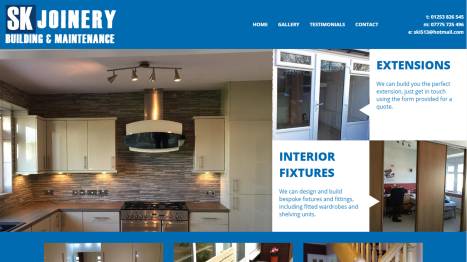 SK JOINERY
BUILDING & MAINTENANCE
HOME GALLERY TESTIMONIALS CONTACT
t: 01253 826 545
m: 07775 725 496
e: ski513@hotmail.com
EXTENSIONS
We can build you the perfect
extension, just get in touch
using the form provided for a
quote.
INTERIOR
FIXTURES
We can design and build
bespoke fixtures and fittings,
including fitted wardrobes and
shelving units.